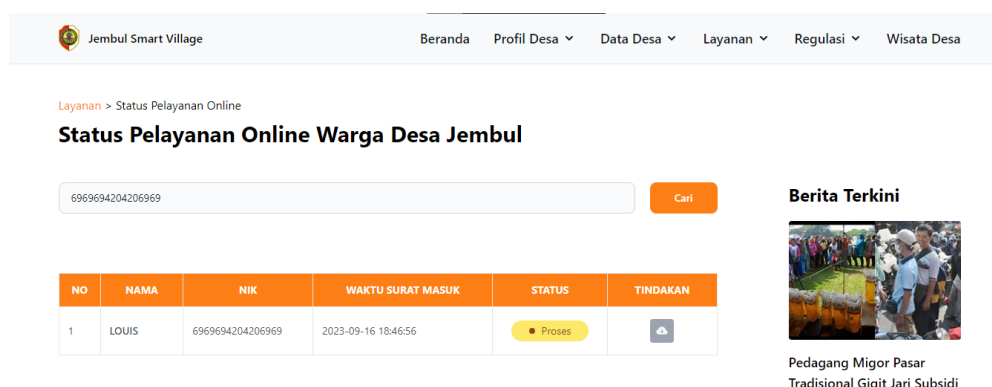 Jembul Smart Village
Beranda Profil Desa Data Desa Layanan Regulasi Wisata Desa
Layanan > Status Pelayanan Online
Status Pelayanan Online Warga Desa Jembul
6969694204206969 Cari
Berita Terkini
NO NAMA NIK WAKTU SURAT MASUK STATUS TINDAKAN
1 LOUIS 6969694204206969 2023-09-16 18:46:56 Proses
Pedagang Migor Pasar
Tradisional Gigit Jari Subsidi